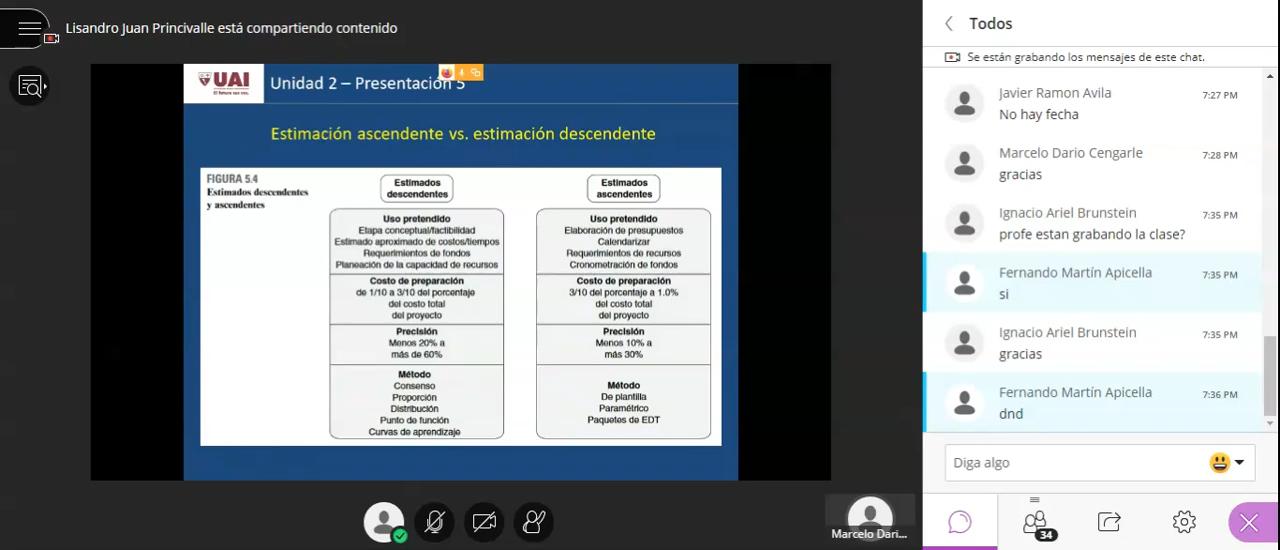 Lisandro Juan Princivalle está compartiendo contenido
UAI
Unidad 2 – Presentación 5
Estimación ascendente vs. estimación descendente
FIGURA 5.4
Estimados descendentes
y ascendentes
Estimados
descendentes
Uso pretendido
Etapa conceptual/factibilidad
Estimado aproximado de costos/tiempos
Requerimientos de fondos
Planeación de la capacidad de recursos
Costo de preparación
de 1/10 a 3/10 del porcentaje
del costo total
del proyecto
Precisión
Menos 20% a
más de 60%
Método
Consenso
Proporción
Distribución
Punto de función
Curvas de aprendizaje
Estimados
ascendentes
Uso pretendido
Elaboración de presupuestos
Calendarizar
Requerimientos de recursos
Cronometración de fondos
Costo de preparación
3/10 del porcentaje a 1.0%
del costo total
del proyecto
Precisión
Menos 10% a
más 30%
Método
De plantilla
Paramétrico
Paquetes de EDT
Marcelo Dari...
Todos
Se están grabando los mensajes de este chat.
Javier Ramon Avila 7:27 PM
No hay fecha
Marcelo Dario Cengarle 7:28 PM
gracias
Ignacio Ariel Brunstein 7:35 PM
profe estan grabando la clase?
Fernando Martín Apicella 7:35 PM
si
Ignacio Ariel Brunstein 7:35 PM
gracias
Fernando Martín Apicella 7:36 PM
dnd
Diga algo
34